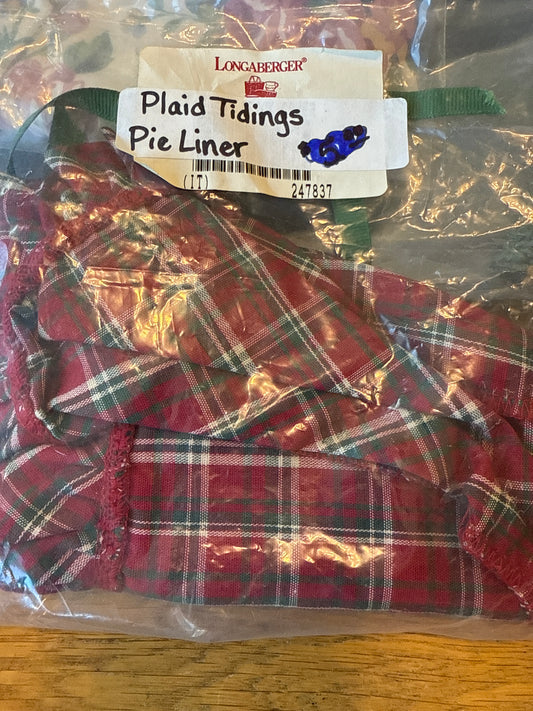 LONGABERGER®
Plaid Tidings
Pie Liner
(IT) 247837